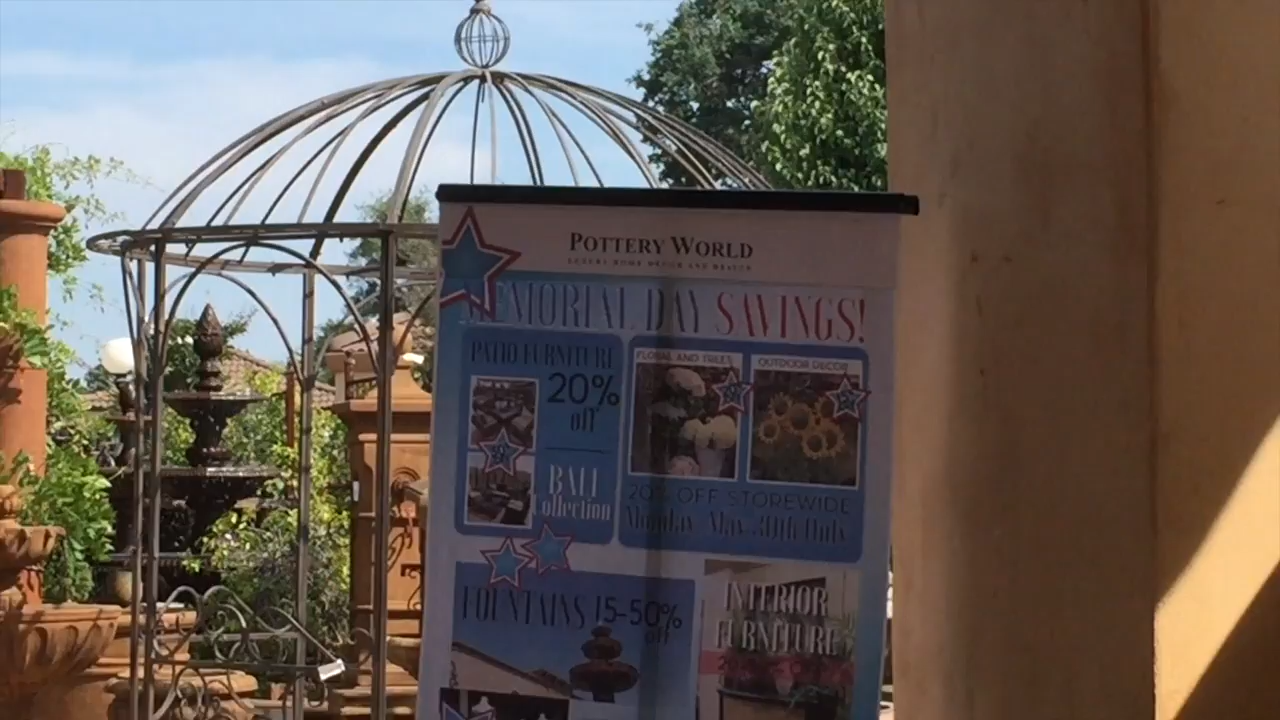 POTTERY WORLD
MEMORIAL DAY SAVINGS!
PATIO FURNITURE
20%
off
BALI
Collection
FLORAL AND TREES
OUTDOOR DECOR
20% OFF STOREWIDE
Monday May 30th Only
FOUNTAINS 15-50%
off
INTERIOR
FURNITURE